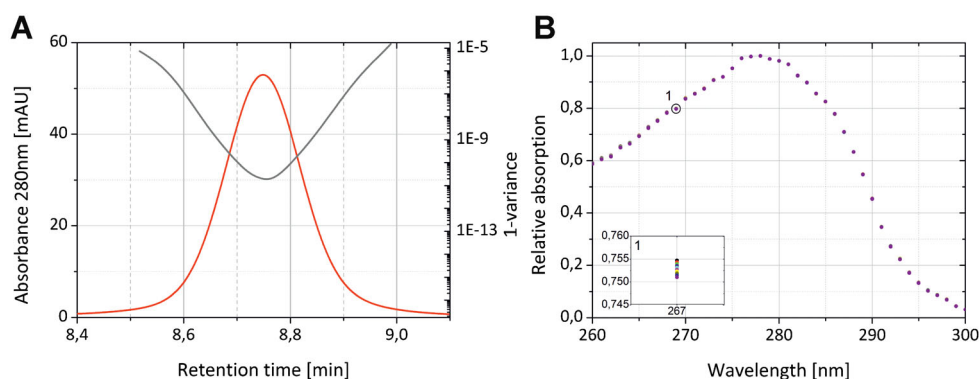 A
60
40
20
0
8,4
8,6
8,8
9,0
Absorbance 280nm [mAU]
Retention time [min]
1E-5
1E-9
1E-13
1-variance
B
1,0
0,8
0,6
0,4
0,2
0,0
Relative absorption
1
0,760
0,755
0,750
0,745
1
267
260
270
280
290
300
Wavelength [nm]